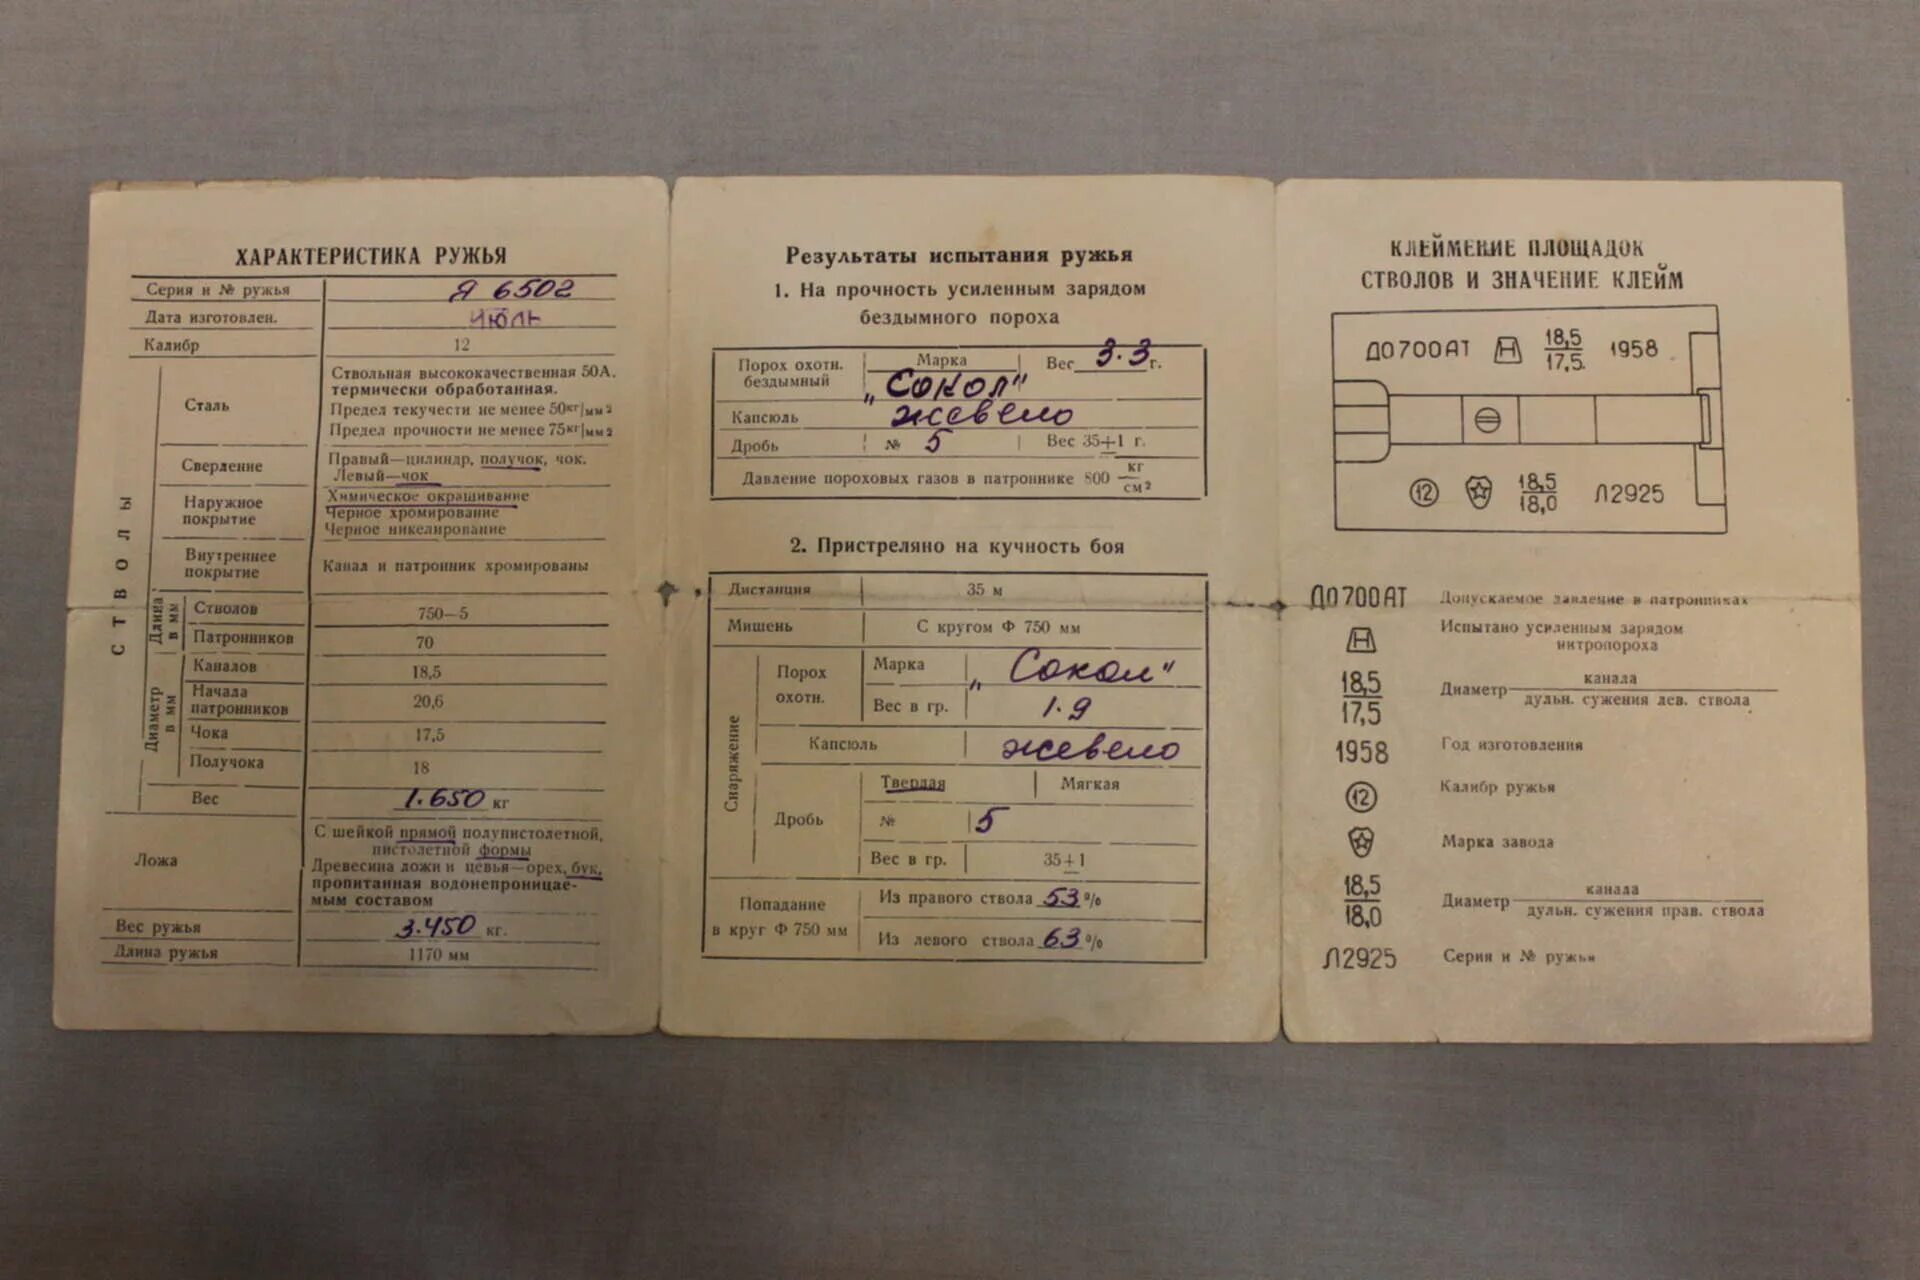 ХАРАКТЕРИСТИКА РУЖЬЯ
Серия и № ружья Я 6502
Дата изготовлен. ИЮЛЬ
Калибр 12
СТВОЛЫ
Сталь
Ствольная высококачественная 50А,
термически обработанная.
Предел текучести не менее 50кг/мм²
Предел прочности не менее 75кг/мм²
Сверление
Правый—цилиндр, получок, чок.
Левый—чок
Наружное покрытие
Химическое окрашивание
Черное хромирование
Черное никелирование
Внутреннее покрытие
Канал и патронник хромированы
Длина в мм
Стволов 750—5
Патронников 70
Диаметр в мм
Каналов 18,5
Начала патронников 20,6
Чока 17,5
Получока 18
Вес 1.650 кг
Ложа
С шейкой прямой полупистолетной,
пистолетной формы
Древесина ложи и цевья—орех, бук,
пропитанная водонепроницае-
мым составом
Вес ружья 3.450 кг.
Длина ружья 1170 мм
Результаты испытания ружья
1. На прочность усиленным зарядом
бездымного пороха
Порох охотн. бездымный Марка „Сокол" Вес 3.3 г.
Капсюль жевело
Дробь № 5 Вес 35±1 г.
Давление пороховых газов в патроннике 800 кг/см²
2. Пристреляно на кучность боя
Дистанция 35 м
Мишень С кругом Ф 750 мм
Снаряжение
Порох охотн.
Марка „Сокол"
Вес в гр. 1.9
Капсюль жевело
Дробь
Твердая Мягкая
№ 5
Вес в гр. 35±1
Попадание в круг Ф 750 мм
Из правого ствола 53%
Из левого ствола 63%
КЛЕЙМЕНИЕ ПЛОЩАДОК
СТВОЛОВ И ЗНАЧЕНИЕ КЛЕЙМ
Д0700АТ Н 18,5/17,5. 1958
12 18,5/18,0 Л2925
Д0700АТ Допускаемое давление в патронниках
Н Испытано усиленным зарядом
нитропороха
18,5/17,5 Диаметр канала/дульн. сужения лев. ствола
1958 Год изготовления
12 Калибр ружья
Марка завода
18,5/18,0 Диаметр канала/дульн. сужения прав. ствола
Л2925 Серия и № ружья